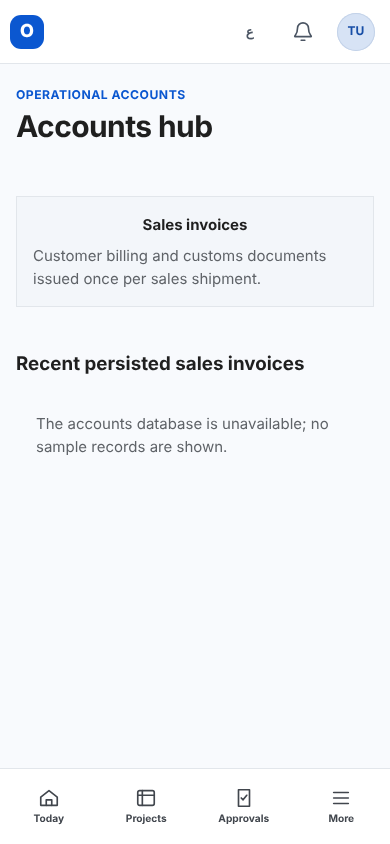 O
ع
TU
OPERATIONAL ACCOUNTS
Accounts hub
Sales invoices
Customer billing and customs documents
issued once per sales shipment.
Recent persisted sales invoices
The accounts database is unavailable; no
sample records are shown.
Today
Projects
Approvals
More